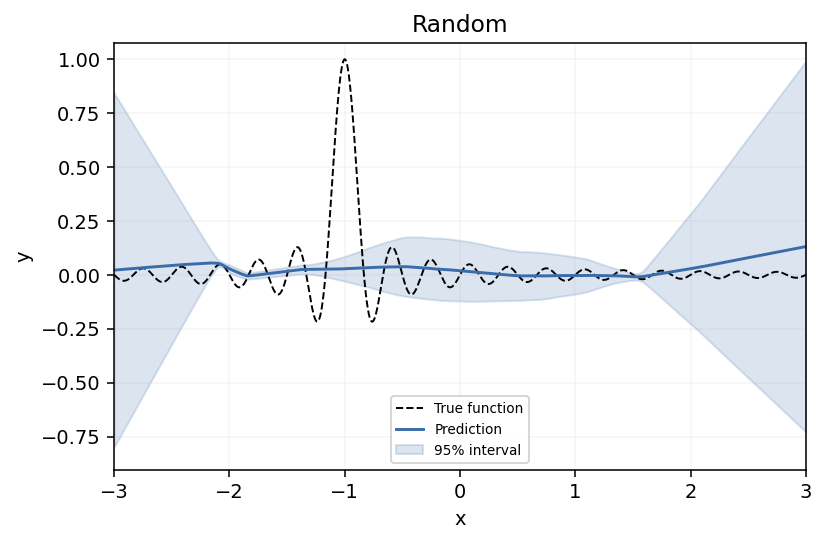 Random
1.00
0.75
0.50
0.25
0.00
−0.25
−0.50
−0.75
y
−3
−2
−1
0
1
2
3
x
True function
Prediction
95% interval